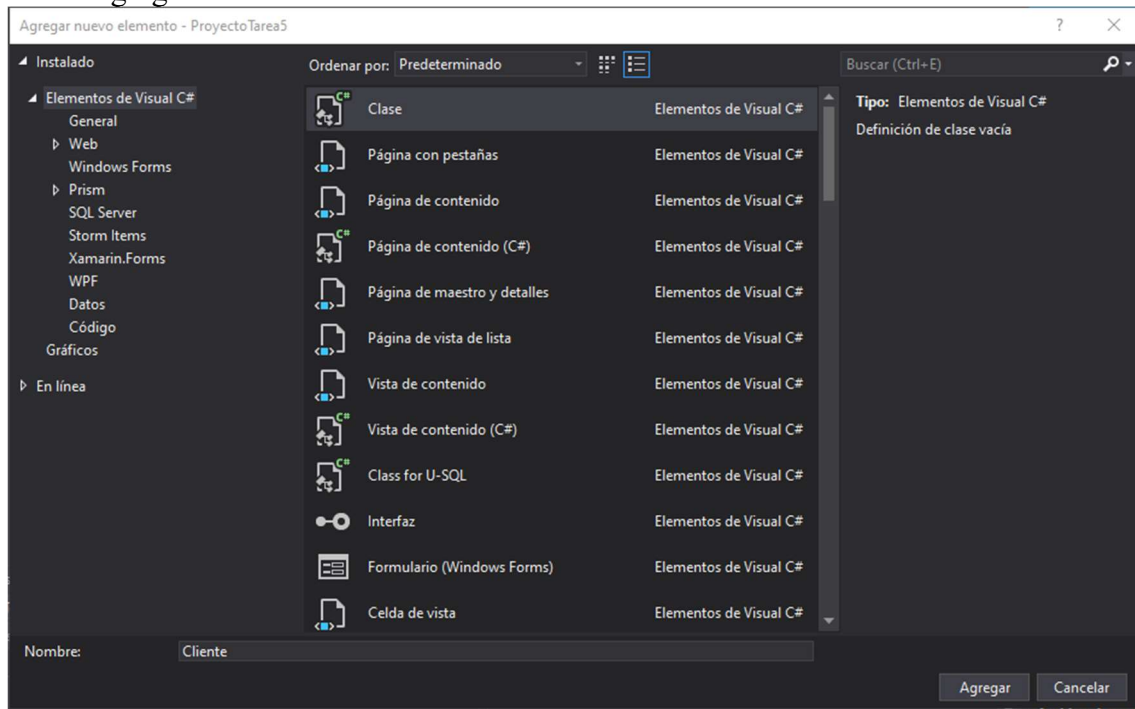 Agregar nuevo elemento - ProyectoTarea5
?
Instalado
Elementos de Visual C#
General
Web
Windows Forms
Prism
SQL Server
Storm Items
Xamarin.Forms
WPF
Datos
Código
Gráficos
En línea
Ordenar por: Predeterminado
Clase Elementos de Visual C#
Página con pestañas Elementos de Visual C#
Página de contenido Elementos de Visual C#
Página de contenido (C#) Elementos de Visual C#
Página de maestro y detalles Elementos de Visual C#
Página de vista de lista Elementos de Visual C#
Vista de contenido Elementos de Visual C#
Vista de contenido (C#) Elementos de Visual C#
Class for U-SQL Elementos de Visual C#
Interfaz Elementos de Visual C#
Formulario (Windows Forms) Elementos de Visual C#
Celda de vista Elementos de Visual C#
Buscar (Ctrl+E)
Tipo: Elementos de Visual C#
Definición de clase vacía
Nombre: Cliente
Agregar Cancelar